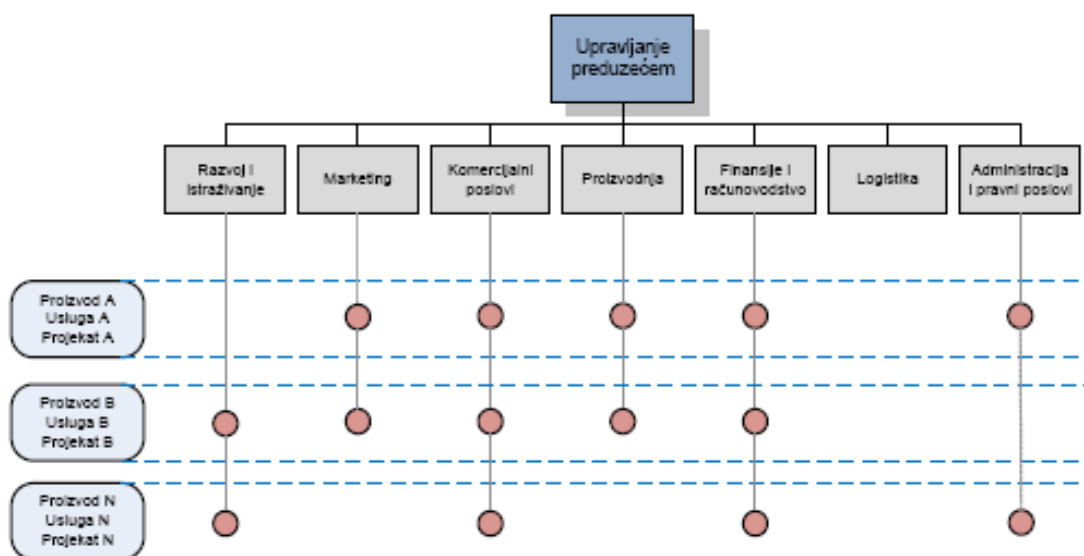 Upravljanje
preduzećem
Razvoj i
istraživanje
Marketing
Komercijalni
poslovi
Proizvodnja
Finansije i
računovodstvo
Logistika
Administracija
i pravni poslovi
Proizvod A
Usluga A
Projekat A
Proizvod B
Usluga B
Projekat B
Proizvod N
Usluga N
Projekat N